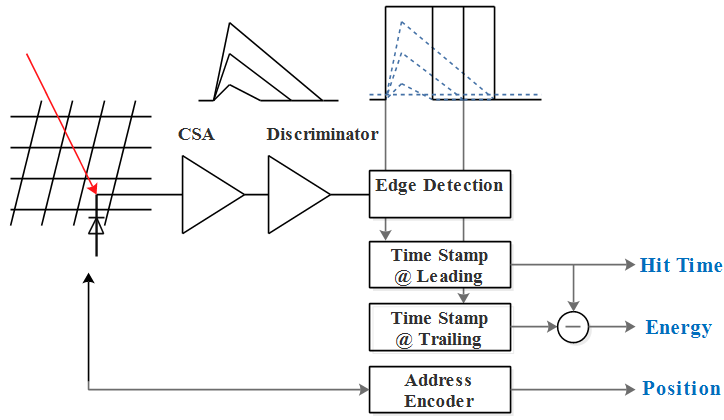 CSA
Discriminator
Edge Detection
Time Stamp
@ Leading
Hit Time
Time Stamp
@ Trailing
Energy
Address
Encoder
Position